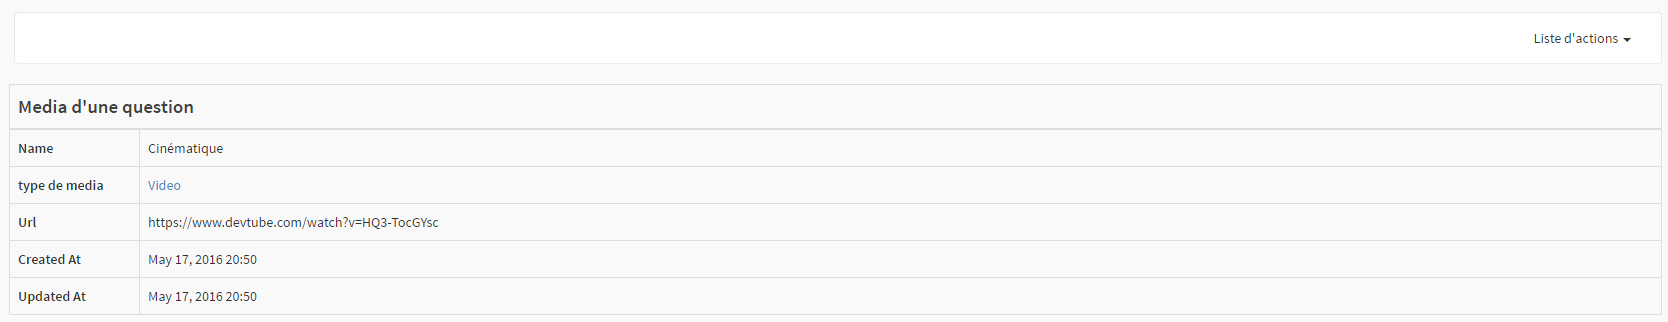 Liste d'actions
Media d'une question
Name Cinématique
type de media Video
Url https://www.devtube.com/watch?v=HQ3-TocGYsc
Created At May 17, 2016 20:50
Updated At May 17, 2016 20:50